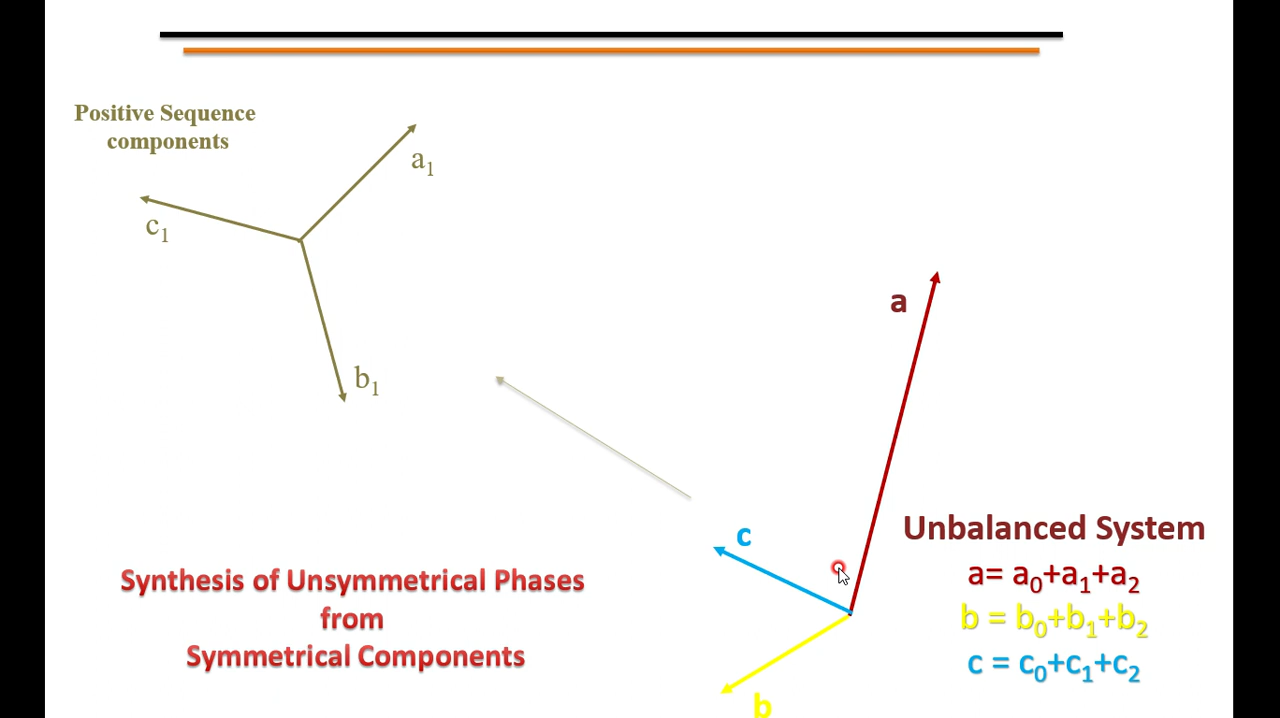 Positive Sequence
components
a₁
c₁
b₁
a
c
b
Unbalanced System
a= a₀+a₁+a₂
b = b₀+b₁+b₂
c = c₀+c₁+c₂
Synthesis of Unsymmetrical Phases
from
Symmetrical Components